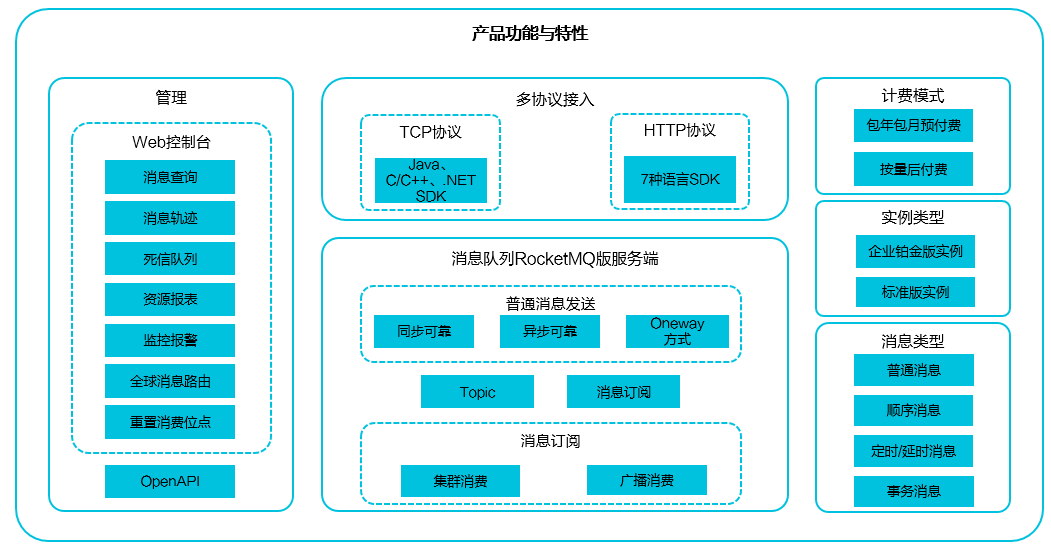 产品功能与特性
管理
Web控制台
消息查询
消息轨迹
死信队列
资源报表
监控报警
全球消息路由
重置消费位点
OpenAPI
多协议接入
TCP协议
Java、
C/C++、.NET
SDK
HTTP协议
7种语言SDK
消息队列RocketMQ版服务端
普通消息发送
同步可靠
异步可靠
Oneway
方式
Topic
消息订阅
消息订阅
集群消费
广播消费
计费模式
包年包月预付费
按量后付费
实例类型
企业铂金版实例
标准版实例
消息类型
普通消息
顺序消息
定时/延时消息
事务消息